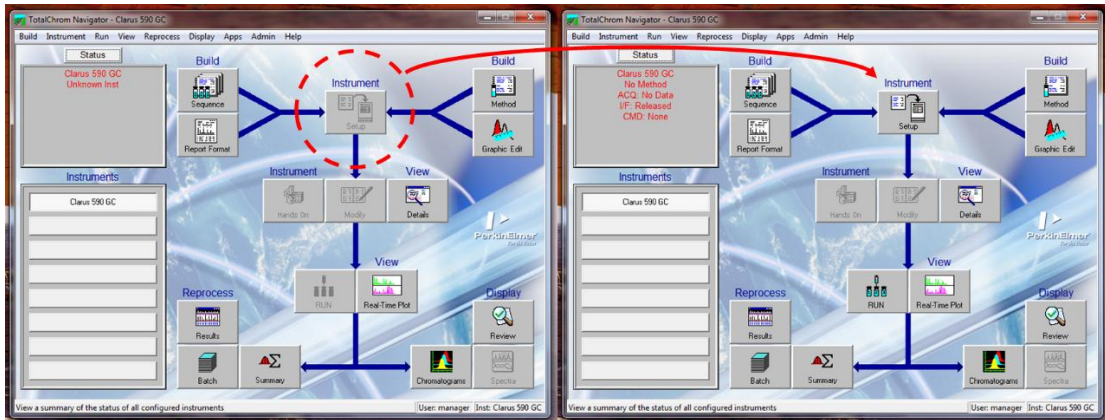 TotalChrom Navigator - Clarus 590 GC
Build Instrument Run View Reprocess Display Apps Admin Help
Status
Clarus 590 GC
Unknown Inst
Build
Sequence
Report Format
Instrument
Setup
Build
Method
Graphic Edit
Instruments
Clarus 590 GC
Instrument
Hands On
Modify
View
Details
PerkinElmer
For the Better
View
RUN
Real-Time Plot
Reprocess
Results
Batch
Summary
Display
Review
Chromatograms
Spectra
View a summary of the status of all configured instruments
User: manager
Inst: Clarus 590 GC
TotalChrom Navigator - Clarus 590 GC
Build Instrument Run View Reprocess Display Apps Admin Help
Status
Clarus 590 GC
No Method
ACQ: No Data
I/F: Released
CMD: None
Build
Sequence
Report Format
Instrument
Setup
Build
Method
Graphic Edit
Instruments
Clarus 590 GC
Instrument
Hands On
Modify
View
Details
PerkinElmer
For the Better
View
RUN
Real-Time Plot
Reprocess
Results
Batch
Summary
Display
Review
Chromatograms
Spectra
View a summary of the status of all configured instruments
User: manager
Inst: Clarus 590 GC